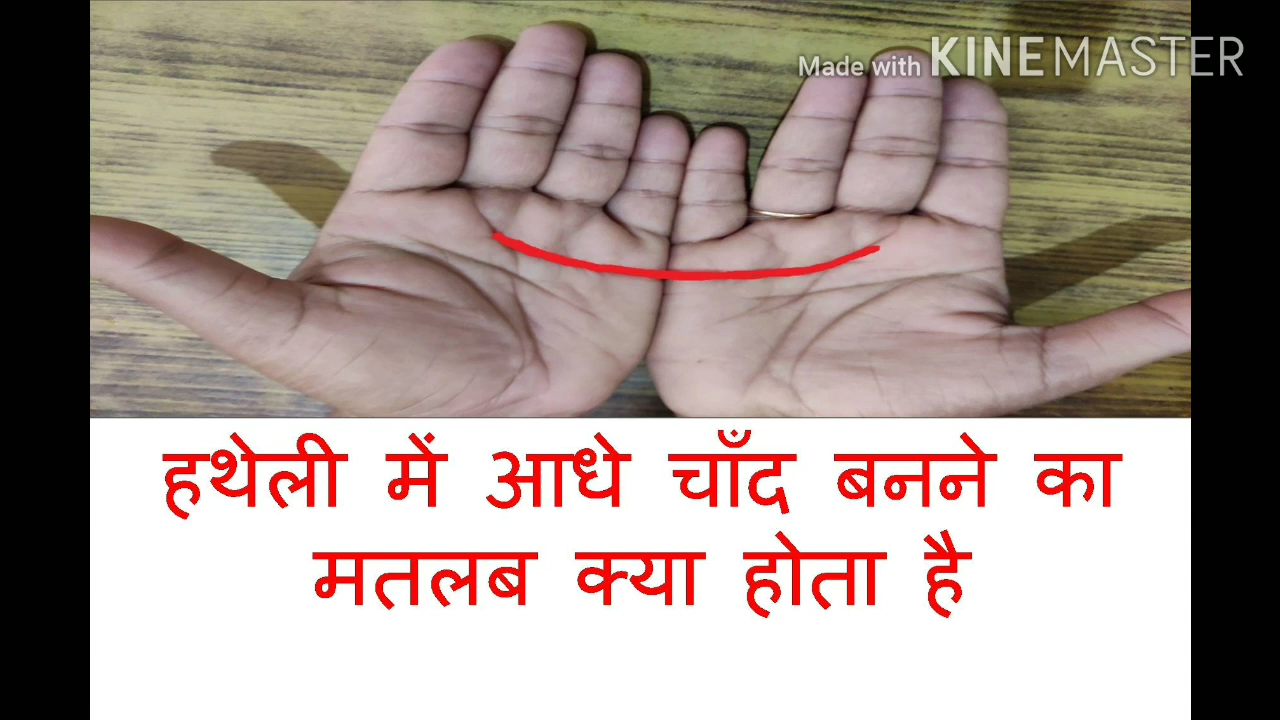 Made with KINEMASTER
हथेली में आधे चाँद बनने का
मतलब क्या होता है